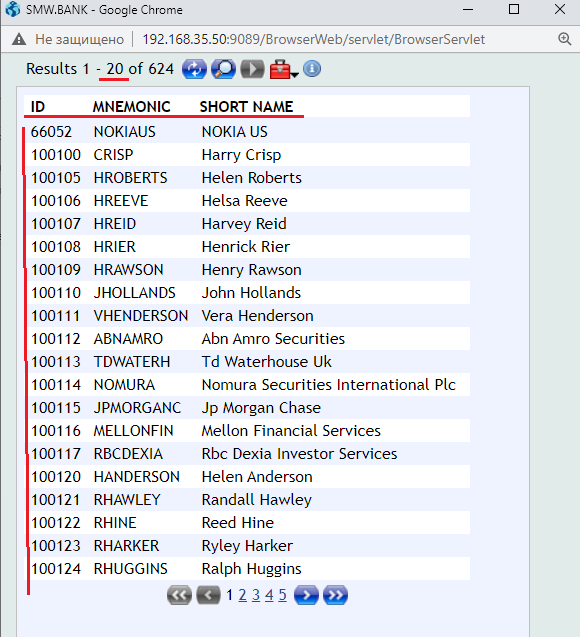 SMW.BANK - Google Chrome
Не защищено 192.168.35.50:9089/BrowserWeb/servlet/BrowserServlet
Results 1 - 20 of 624
ID MNEMONIC SHORT NAME
66052 NOKIAUS NOKIA US
100100 CRISP Harry Crisp
100105 HROBERTS Helen Roberts
100106 HREEVE Helsa Reeve
100107 HREID Harvey Reid
100108 HRIER Henrick Rier
100109 HRAWSON Henry Rawson
100110 JHOLLANDS John Hollands
100111 VHENDERSON Vera Henderson
100112 ABNAMRO Abn Amro Securities
100113 TDWATERH Td Waterhouse Uk
100114 NOMURA Nomura Securities International Plc
100115 JPMORGANC Jp Morgan Chase
100116 MELLONFIN Mellon Financial Services
100117 RBCDEXIA Rbc Dexia Investor Services
100120 HANDERSON Helen Anderson
100121 RHAWLEY Randall Hawley
100122 RHINE Reed Hine
100123 RHARKER Ryley Harker
100124 RHUGGINS Ralph Huggins
1 2 3 4 5